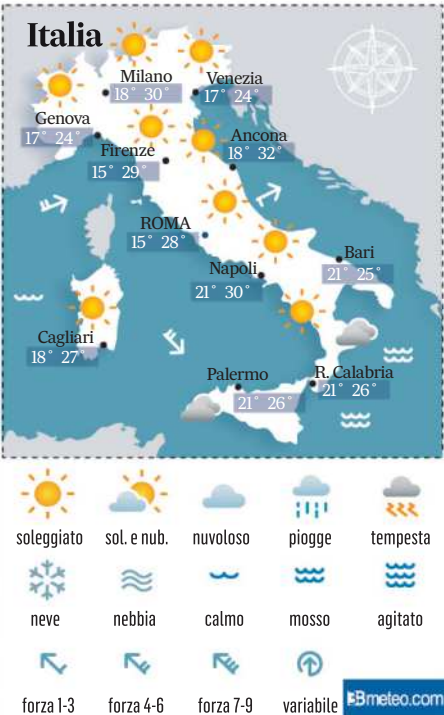 Italia
Milano
18° 30°
Venezia
17° 24°
Genova
17° 24°
Firenze
15° 29°
Ancona
18° 32°
ROMA
15° 28°
Napoli
21° 30°
Bari
21° 25°
Cagliari
18° 27°
Palermo
21° 26°
R. Calabria
21° 26°
soleggiato sol. e nub. nuvoloso piogge tempesta
neve nebbia calmo mosso agitato
forza 1-3 forza 4-6 forza 7-9 variabile
3Bmeteo.com